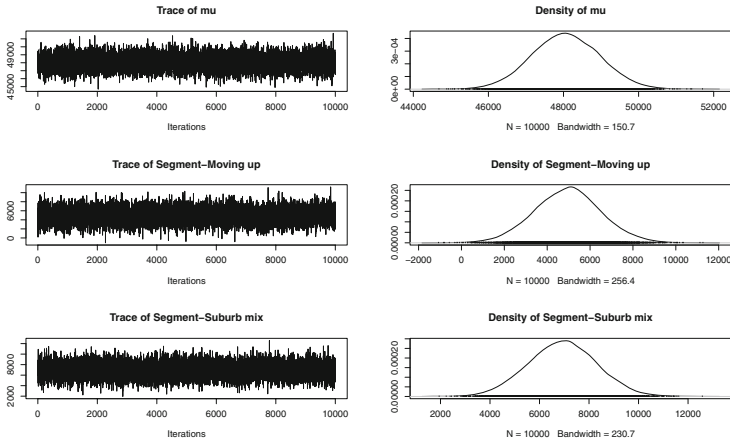 Trace of mu
Density of mu
45000 49000
0e+00 3e−04
0 2000 4000 6000 8000 10000
44000 46000 48000 50000 52000
Iterations
N = 10000 Bandwidth = 150.7
Trace of Segment−Moving up
Density of Segment−Moving up
0 6000
0.00000 0.00020
0 2000 4000 6000 8000 10000
−2000 0 2000 4000 6000 8000 10000 12000
Iterations
N = 10000 Bandwidth = 256.4
Trace of Segment−Suburb mix
Density of Segment−Suburb mix
2000 8000
0.00000 0.00020
0 2000 4000 6000 8000 10000
2000 4000 6000 8000 10000 12000
Iterations
N = 10000 Bandwidth = 230.7